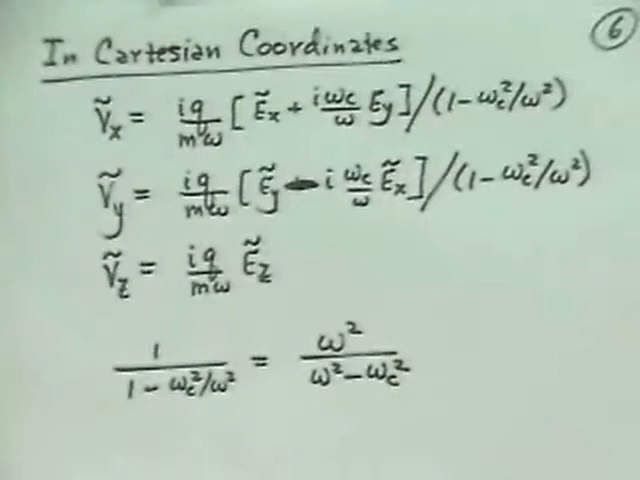 6
In Cartesian Coordinates
Ṽx = iq/mω [Ẽx + iωc/ω Ey]/(1-ωc²/ω²)
Ṽy = iq/mω [Ẽy - i ωc/ω Ẽx]/(1-ωc²/ω²)
Ṽz = iq/mω Ẽz
1/(1 - ωc²/ω²) = ω²/(ω² - ωc²)